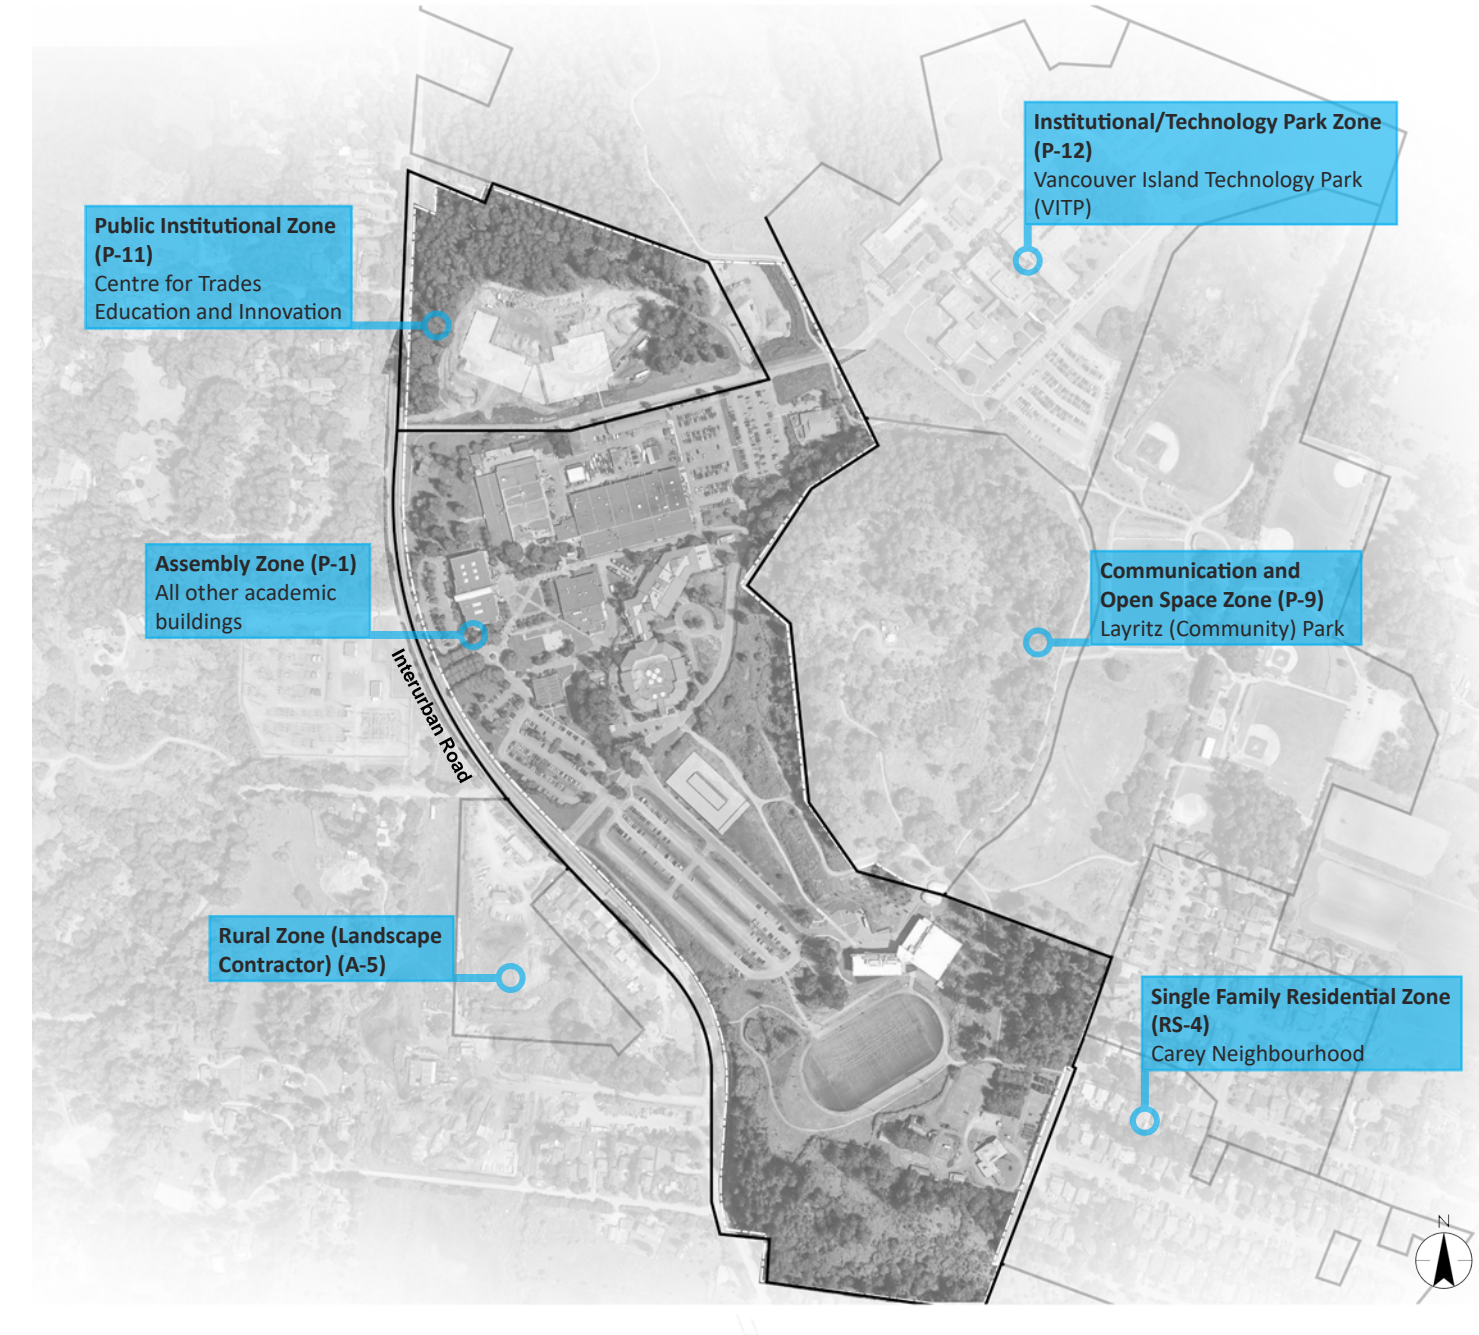 Institutional/Technology Park Zone
(P-12)
Vancouver Island Technology Park
(VITP)
Public Institutional Zone
(P-11)
Centre for Trades
Education and Innovation
Assembly Zone (P-1)
All other academic
buildings
Communication and
Open Space Zone (P-9)
Layritz (Community) Park
Interurban Road
Rural Zone (Landscape
Contractor) (A-5)
Single Family Residential Zone
(RS-4)
Carey Neighbourhood
N